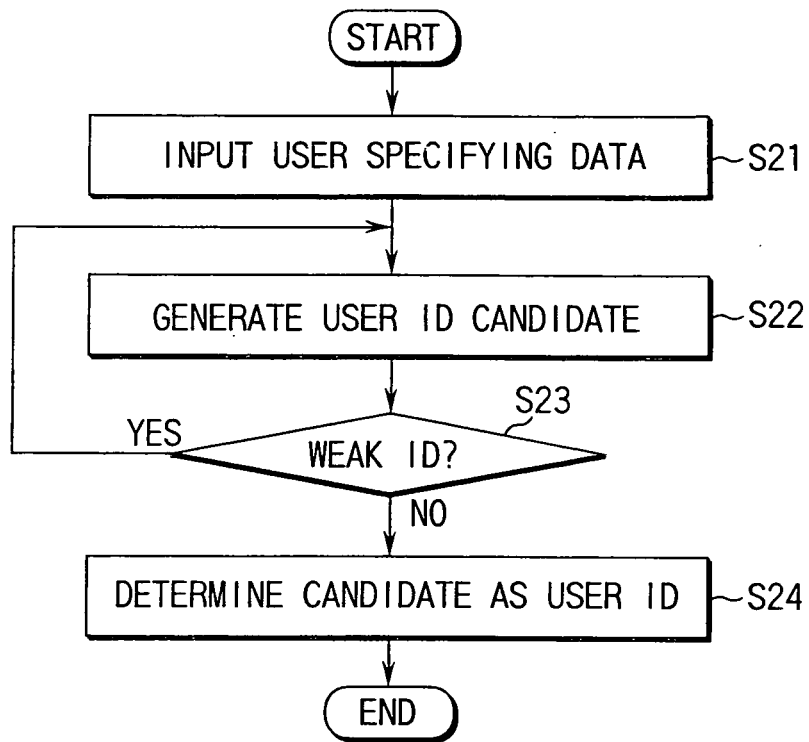 START
INPUT USER SPECIFYING DATA
S21
GENERATE USER ID CANDIDATE
S22
S23
YES
WEAK ID?
NO
DETERMINE CANDIDATE AS USER ID
S24
END